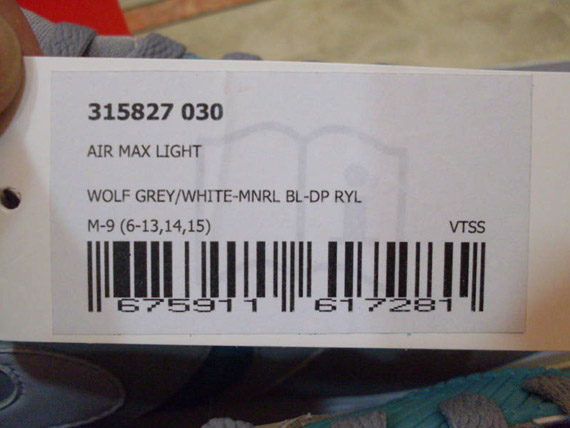 315827 030
AIR MAX LIGHT
WOLF GREY/WHITE-MNRL BL-DP RYL
M-9 (6-13,14,15) VTSS
675911 617281